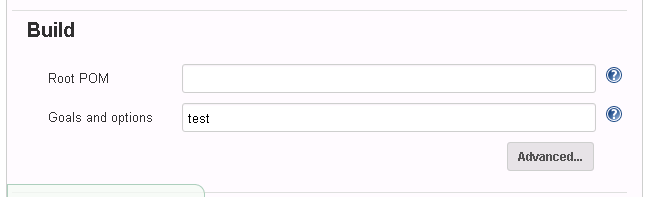 Build
Root POM
Goals and options
test
Advanced...